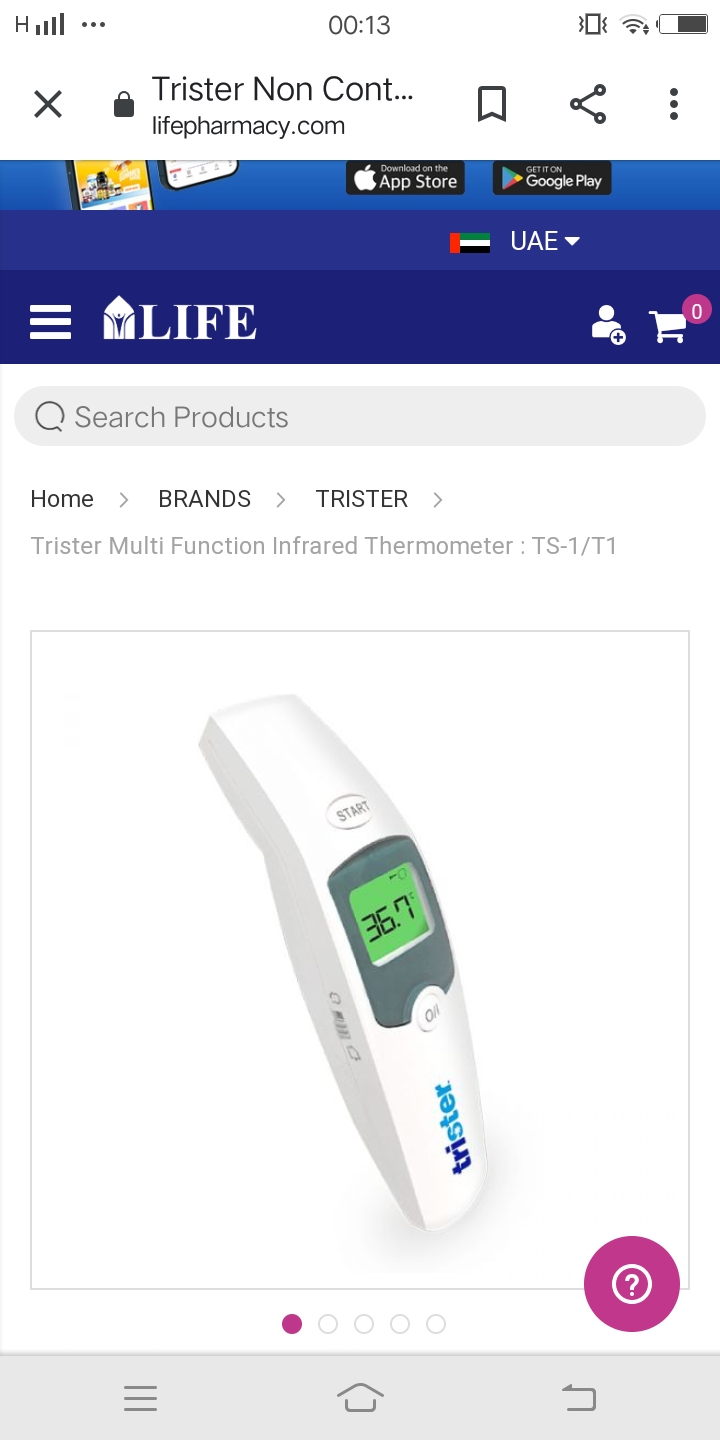 H 00:13
Trister Non Cont...
lifepharmacy.com
Download on the
App Store
GET IT ON
Google Play
UAE
LIFE
0
Search Products
Home > BRANDS > TRISTER >
Trister Multi Function Infrared Thermometer : TS-1/T1
START
36.7°c
O/I
trister
?